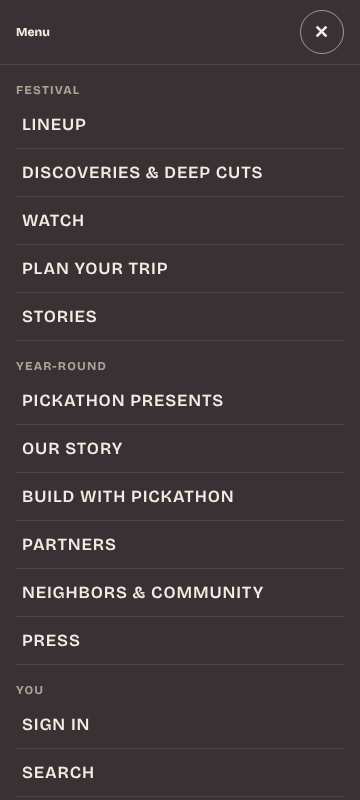 Menu
FESTIVAL
LINEUP
DISCOVERIES & DEEP CUTS
WATCH
PLAN YOUR TRIP
STORIES
YEAR-ROUND
PICKATHON PRESENTS
OUR STORY
BUILD WITH PICKATHON
PARTNERS
NEIGHBORS & COMMUNITY
PRESS
YOU
SIGN IN
SEARCH